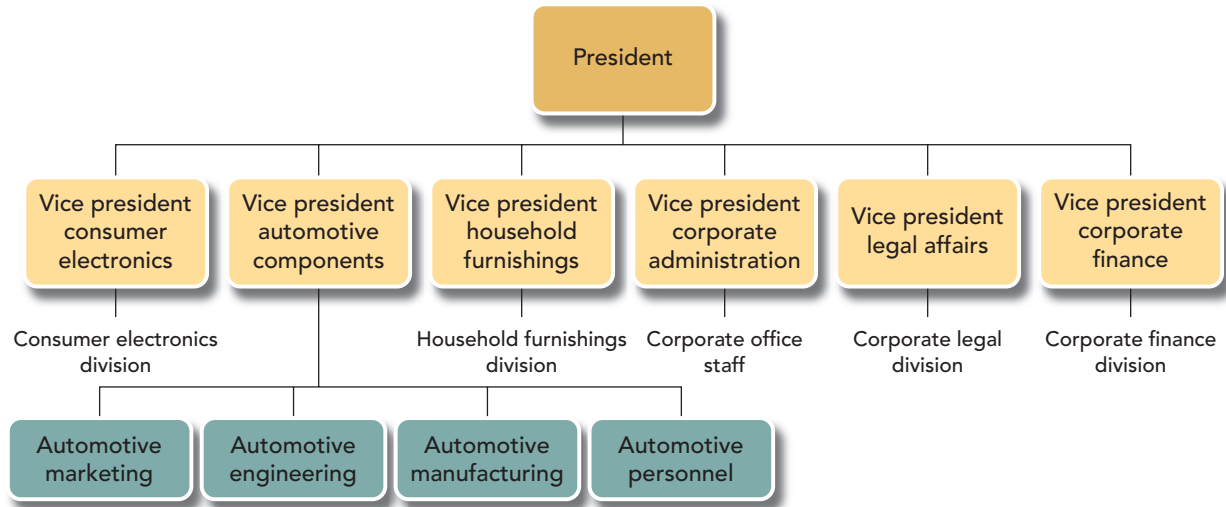 President
Vice president
consumer
electronics
Vice president
automotive
components
Vice president
household
furnishings
Vice president
corporate
administration
Vice president
legal affairs
Vice president
corporate
finance
Consumer electronics
division
Household furnishings
division
Corporate office
staff
Corporate legal
division
Corporate finance
division
Automotive
marketing
Automotive
engineering
Automotive
manufacturing
Automotive
personnel